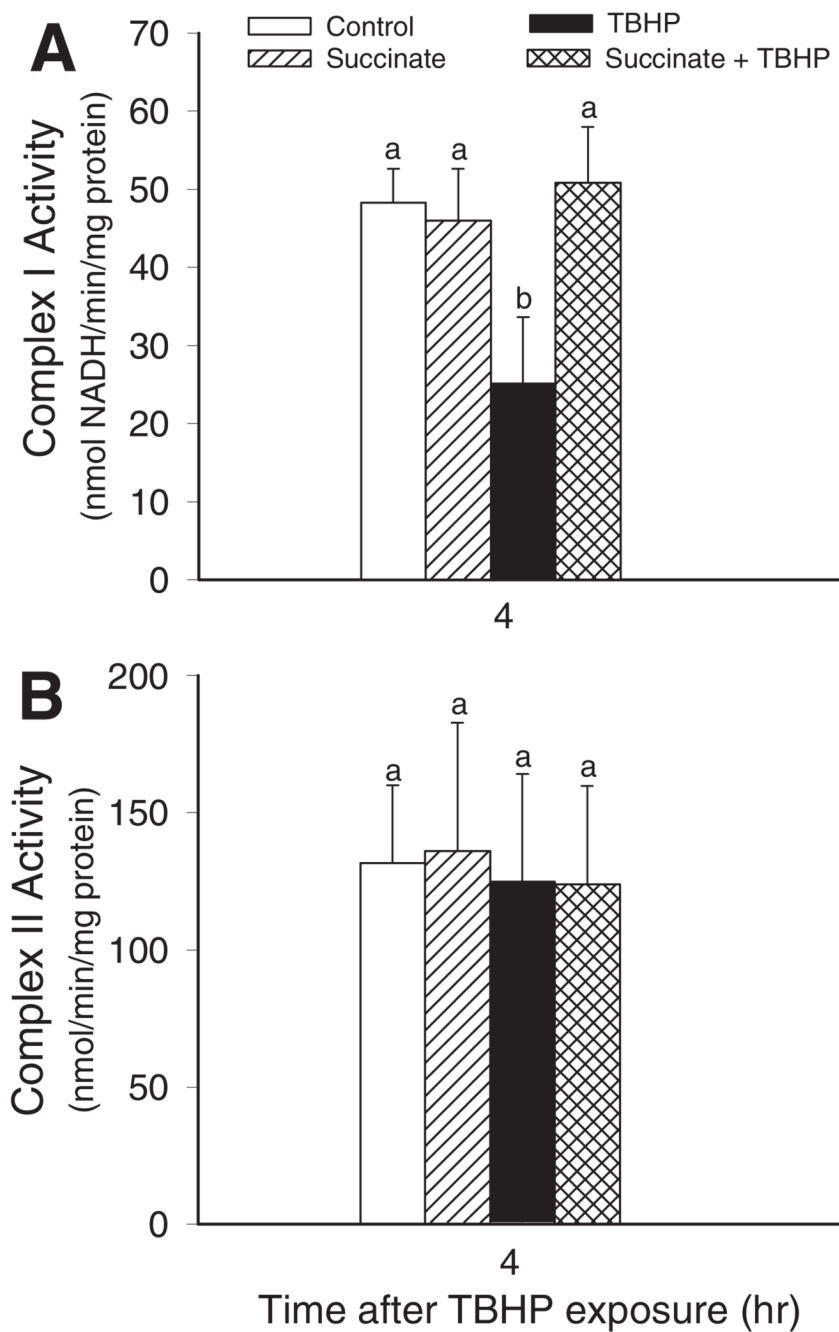 A
Control
TBHP
Succinate
Succinate + TBHP
Complex I Activity
(nmol NADH/min/mg protein)
70
60
50
40
30
20
10
0
a
a
b
a
4
B
Complex II Activity
(nmol/min/mg protein)
200
150
100
50
0
a
a
a
a
4
Time after TBHP exposure (hr)